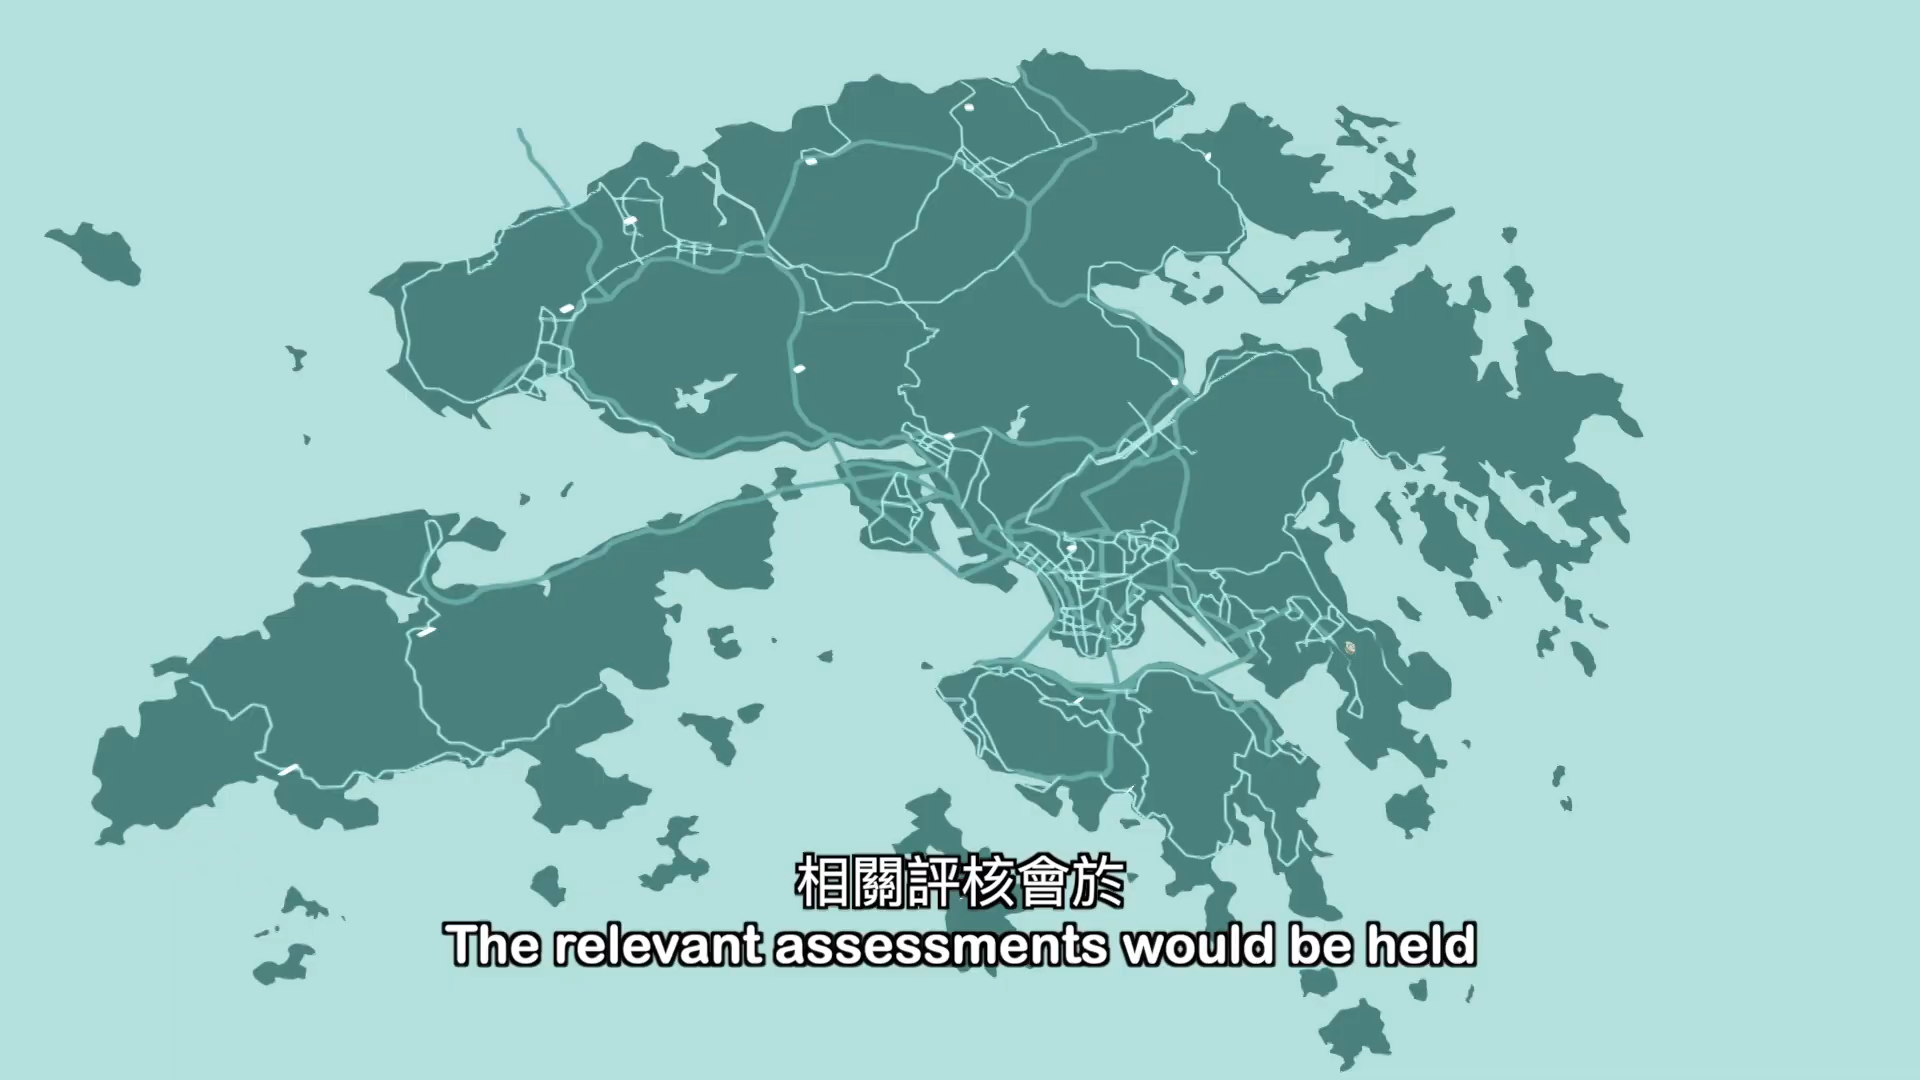 相關評核會於
The relevant assessments would be held